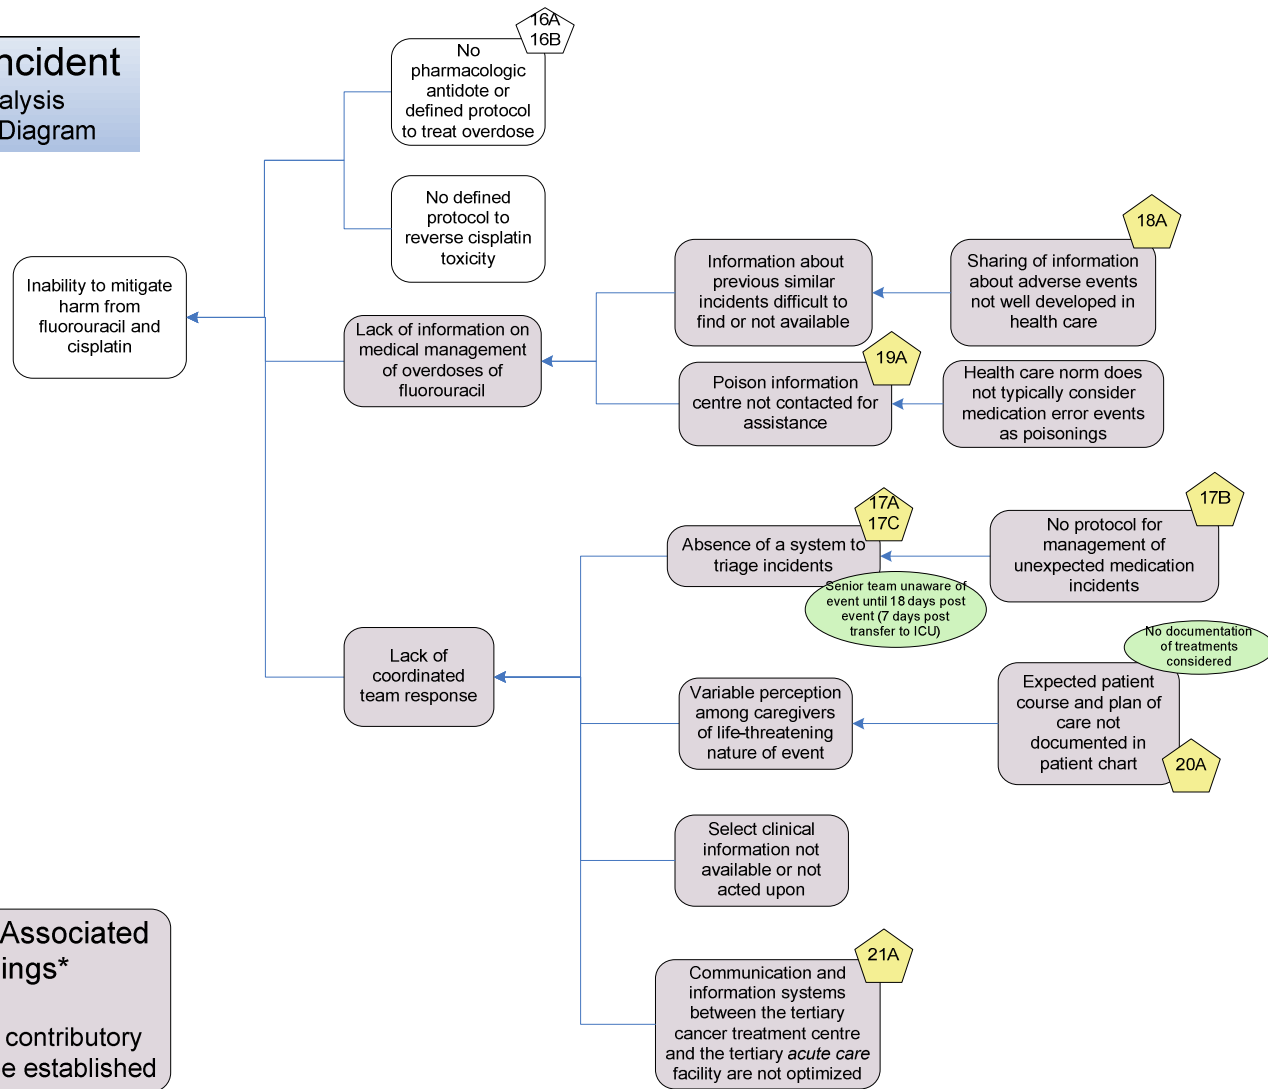 ncident
alysis
Diagram
16A
16B
No
pharmacologic
antidote or
defined protocol
to treat overdose
No defined
protocol to
reverse cisplatin
toxicity
Inability to mitigate
harm from
fluorouracil and
cisplatin
Lack of information on
medical management
of overdoses of
fluorouracil
Information about
previous similar
incidents difficult to
find or not available
18A
Sharing of information
about adverse events
not well developed in
health care
19A
Poison information
centre not contacted for
assistance
Health care norm does
not typically consider
medication error events
as poisonings
17A
17C
Absence of a system to
triage incidents
Senior team unaware of
event until 18 days post
event (7 days post
transfer to ICU)
17B
No protocol for
management of
unexpected medication
incidents
No documentation
of treatments
considered
Lack of
coordinated
team response
Variable perception
among caregivers
of life-threatening
nature of event
Expected patient
course and plan of
care not
documented in
patient chart
20A
Select clinical
information not
available or not
acted upon
21A
Communication and
information systems
between the tertiary
cancer treatment centre
and the tertiary acute care
facility are not optimized
Associated
ings*
contributory
e established